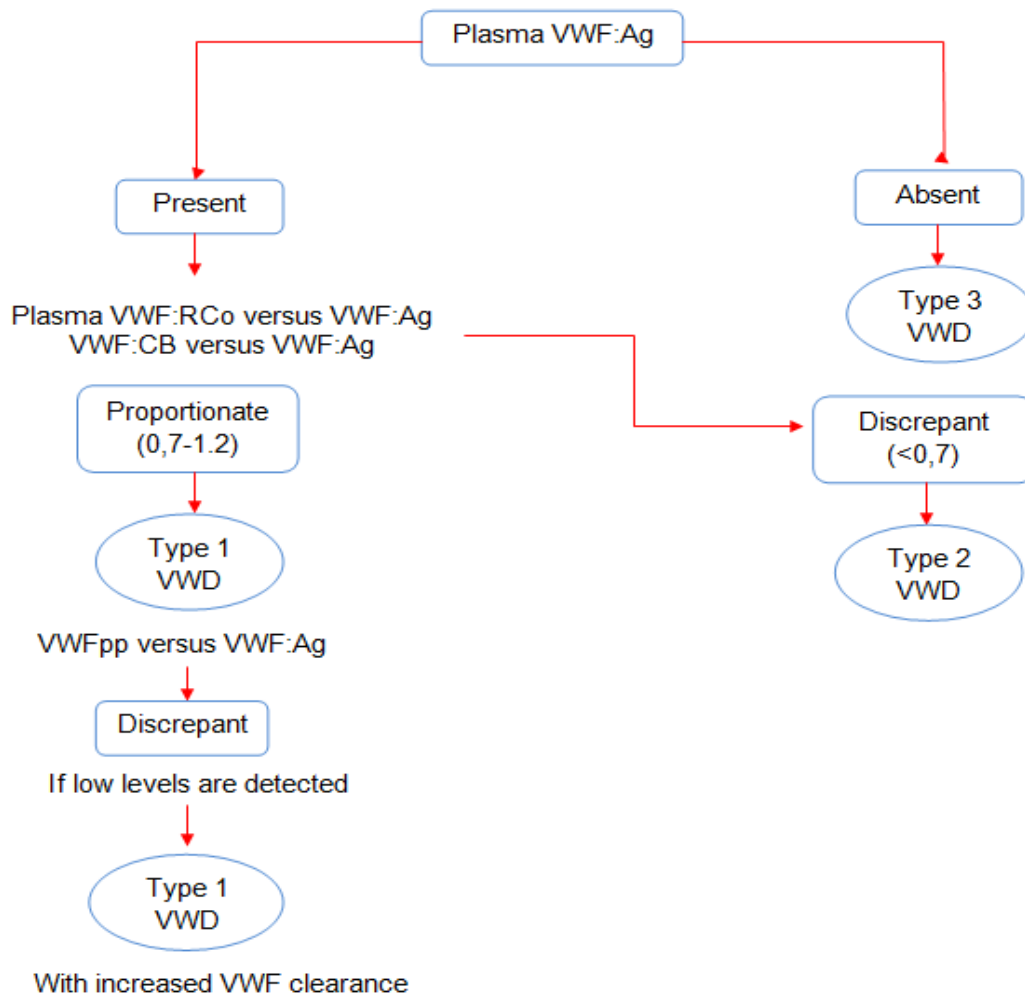 Plasma VWF:Ag
Present
Absent
Plasma VWF:RCo versus VWF:Ag
VWF:CB versus VWF:Ag
Type 3
VWD
Proportionate
(0,7-1.2)
Discrepant
(<0,7)
Type 1
VWD
Type 2
VWD
VWFpp versus VWF:Ag
Discrepant
If low levels are detected
Type 1
VWD
With increased VWF clearance